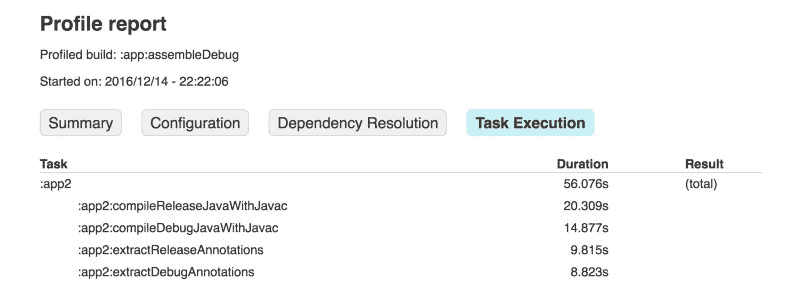 Profile report
Profiled build: :app:assembleDebug
Started on: 2016/12/14 - 22:22:06
Summary Configuration Dependency Resolution Task Execution
Task Duration Result
:app2 56.076s (total)
:app2:compileReleaseJavaWithJavac 20.309s
:app2:compileDebugJavaWithJavac 14.877s
:app2:extractReleaseAnnotations 9.815s
:app2:extractDebugAnnotations 8.823s